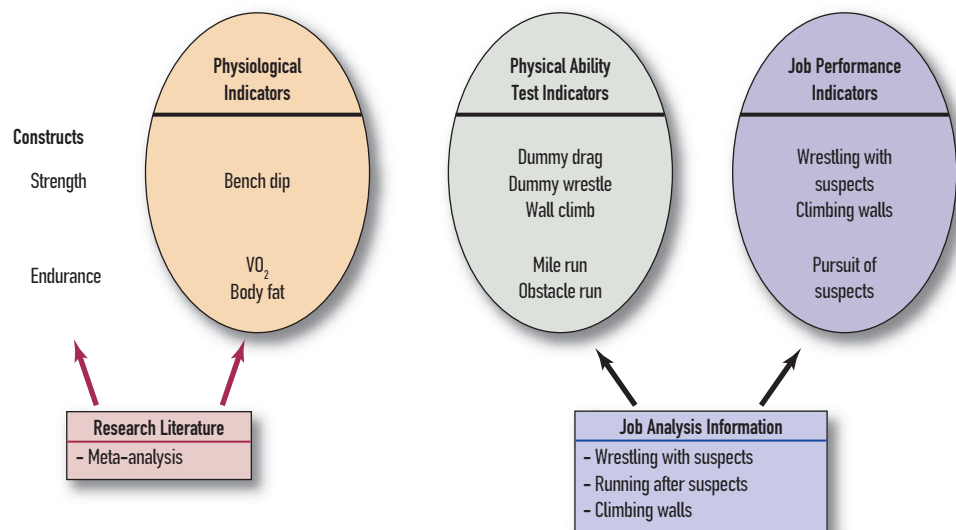 Physiological
Indicators
Physical Ability
Test Indicators
Job Performance
Indicators
Constructs
Strength
Bench dip
Dummy drag
Dummy wrestle
Wall climb
Wrestling with
suspects
Climbing walls
Endurance
VO₂
Body fat
Mile run
Obstacle run
Pursuit of
suspects
Research Literature
- Meta-analysis
Job Analysis Information
- Wrestling with suspects
- Running after suspects
- Climbing walls